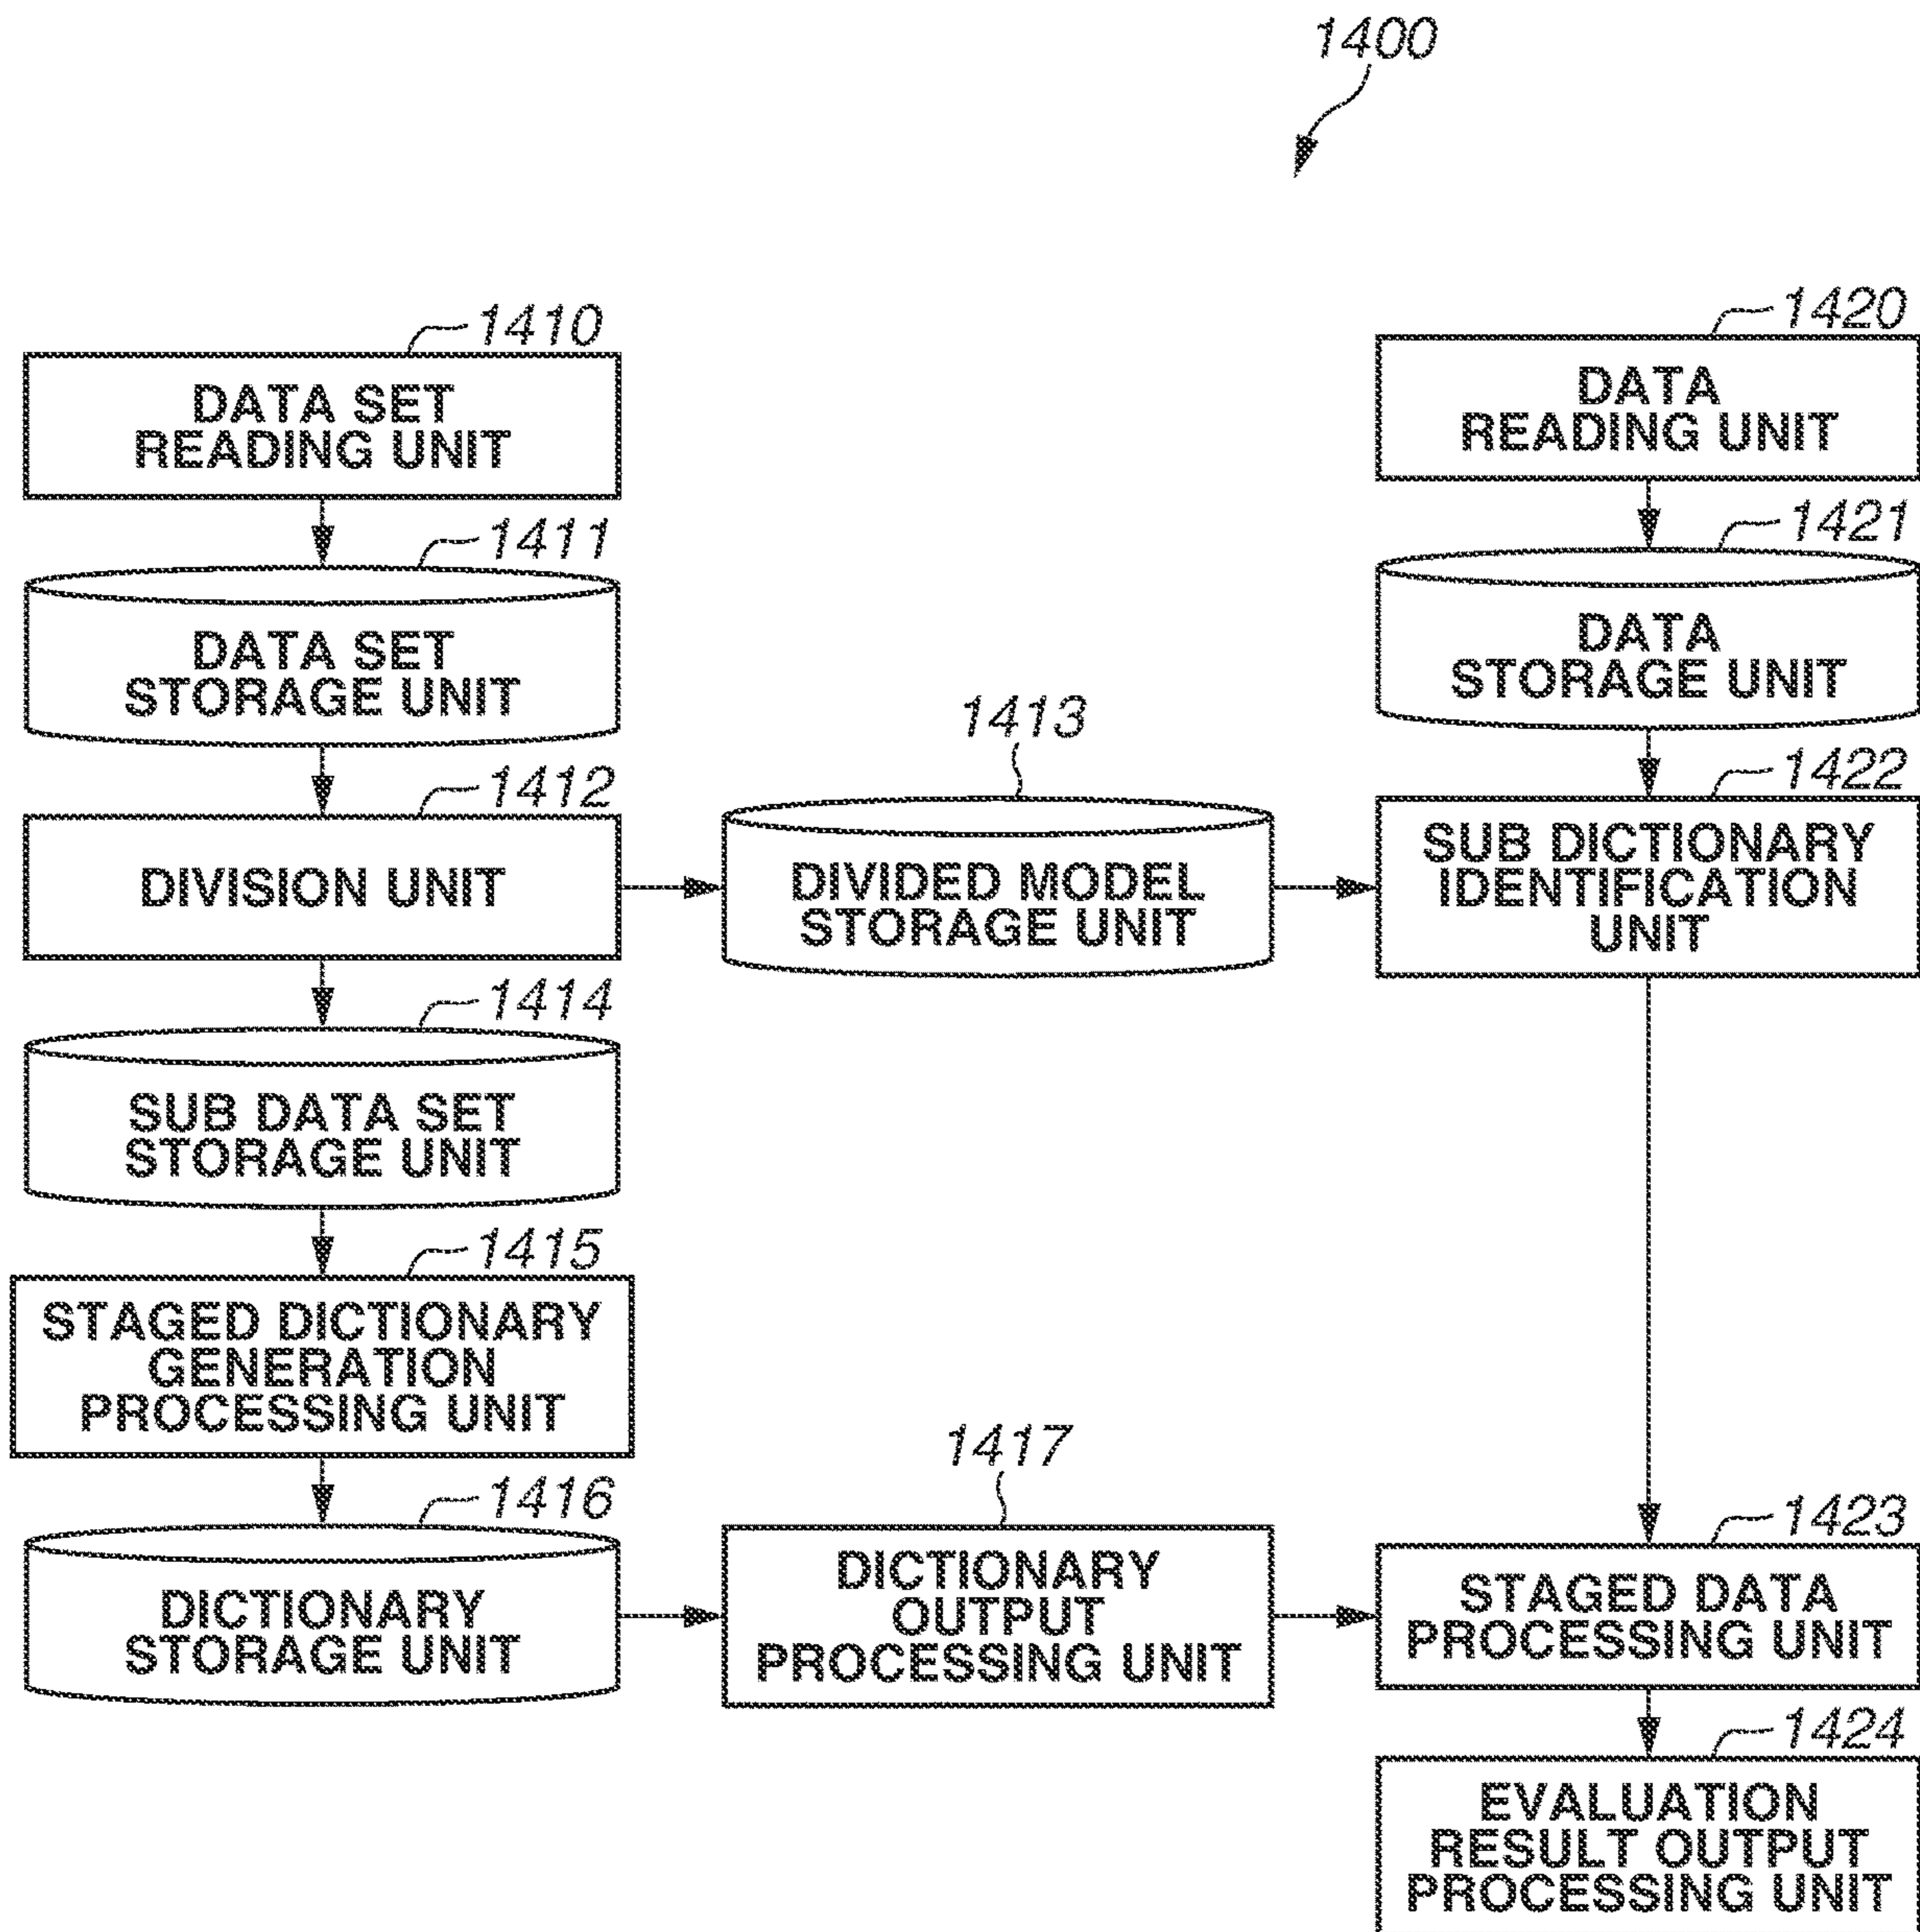 1400
1410
DATA SET
READING UNIT
1411
DATA SET
STORAGE UNIT
1412
DIVISION UNIT
1413
DIVIDED MODEL
STORAGE UNIT
1414
SUB DATA SET
STORAGE UNIT
1415
STAGED DICTIONARY
GENERATION
PROCESSING UNIT
1416
DICTIONARY
STORAGE UNIT
1417
DICTIONARY
OUTPUT
PROCESSING UNIT
1420
DATA
READING UNIT
1421
DATA
STORAGE UNIT
1422
SUB DICTIONARY
IDENTIFICATION
UNIT
1423
STAGED DATA
PROCESSING UNIT
1424
EVALUATION
RESULT OUTPUT
PROCESSING UNIT